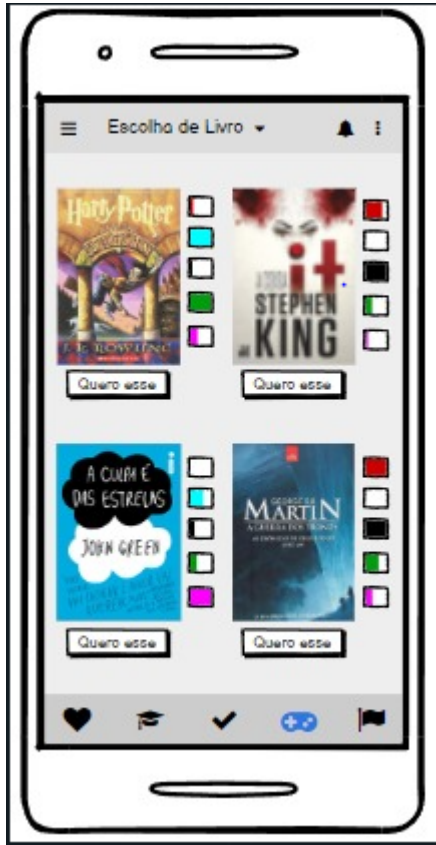 Escolha de Livro
Harry Potter
J.K. ROWLING
Quero esse
A COISA
it
STEPHEN
KING
Quero esse
A CULPA É
DAS ESTRELAS
JOHN GREEN
Quero esse
GEORGE R.R.
MARTIN
A GUERRA DOS TRONOS
Quero esse